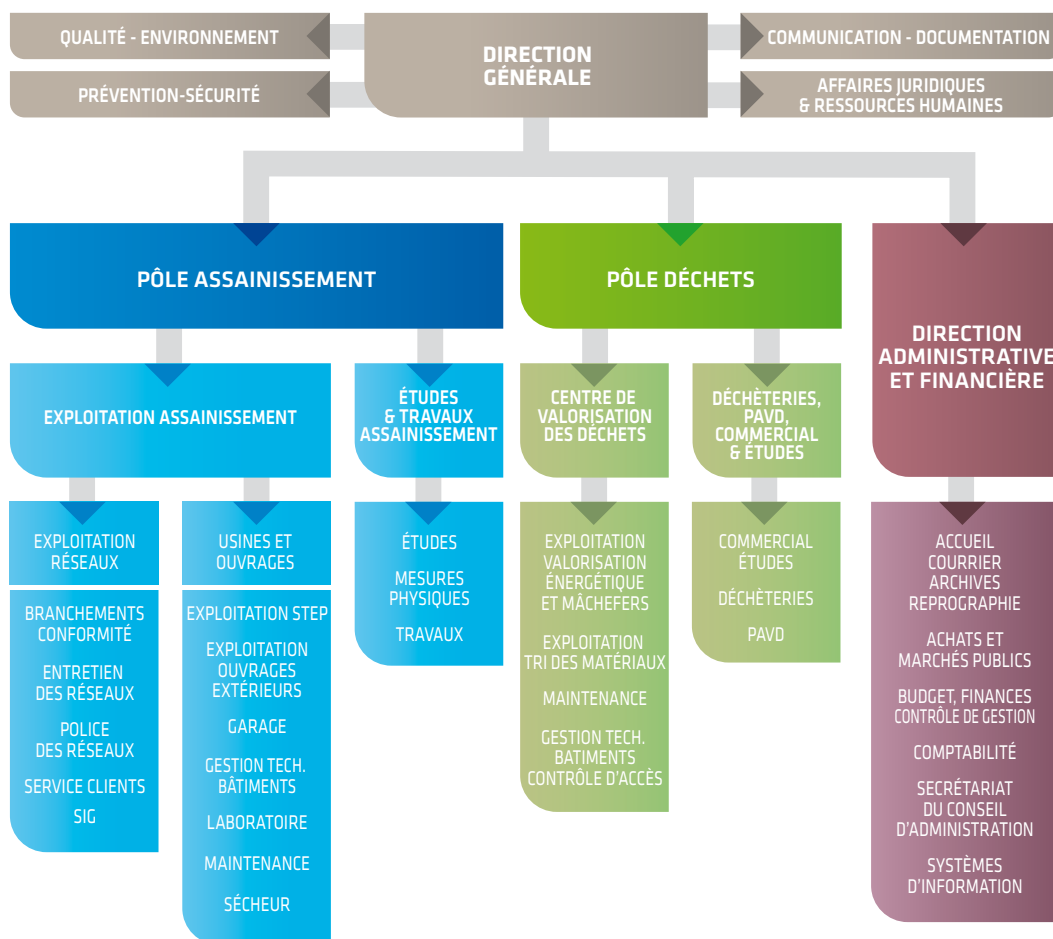 QUALITÉ - ENVIRONNEMENT
PRÉVENTION-SÉCURITÉ
DIRECTION
GÉNÉRALE
COMMUNICATION - DOCUMENTATION
AFFAIRES JURIDIQUES
& RESSOURCES HUMAINES
PÔLE ASSAINISSEMENT
PÔLE DÉCHETS
DIRECTION
ADMINISTRATIVE
ET FINANCIÈRE
EXPLOITATION ASSAINISSEMENT
ÉTUDES
& TRAVAUX
ASSAINISSEMENT
CENTRE DE
VALORISATION
DES DÉCHETS
DÉCHÈTERIES,
PAVD,
COMMERCIAL
& ÉTUDES
EXPLOITATION
RÉSEAUX
BRANCHEMENTS
CONFORMITÉ
ENTRETIEN
DES RÉSEAUX
POLICE
DES RÉSEAUX
SERVICE CLIENTS
SIG
USINES ET
OUVRAGES
EXPLOITATION STEP
EXPLOITATION
OUVRAGES
EXTÉRIEURS
GARAGE
GESTION TECH.
BÂTIMENTS
LABORATOIRE
MAINTENANCE
SÉCHEUR
ÉTUDES
MESURES
PHYSIQUES
TRAVAUX
EXPLOITATION
VALORISATION
ÉNERGÉTIQUE
ET MÂCHEFERS
EXPLOITATION
TRI DES MATÉRIAUX
MAINTENANCE
GESTION TECH.
BATIMENTS
CONTRÔLE D'ACCÈS
COMMERCIAL
ÉTUDES
DÉCHÈTERIES
PAVD
ACCUEIL
COURRIER
ARCHIVES
REPROGRAPHIE
ACHATS ET
MARCHÉS PUBLICS
BUDGET, FINANCES
CONTRÔLE DE GESTION
COMPTABILITÉ
SECRÉTARIAT
DU CONSEIL
D'ADMINISTRATION
SYSTÈMES
D'INFORMATION